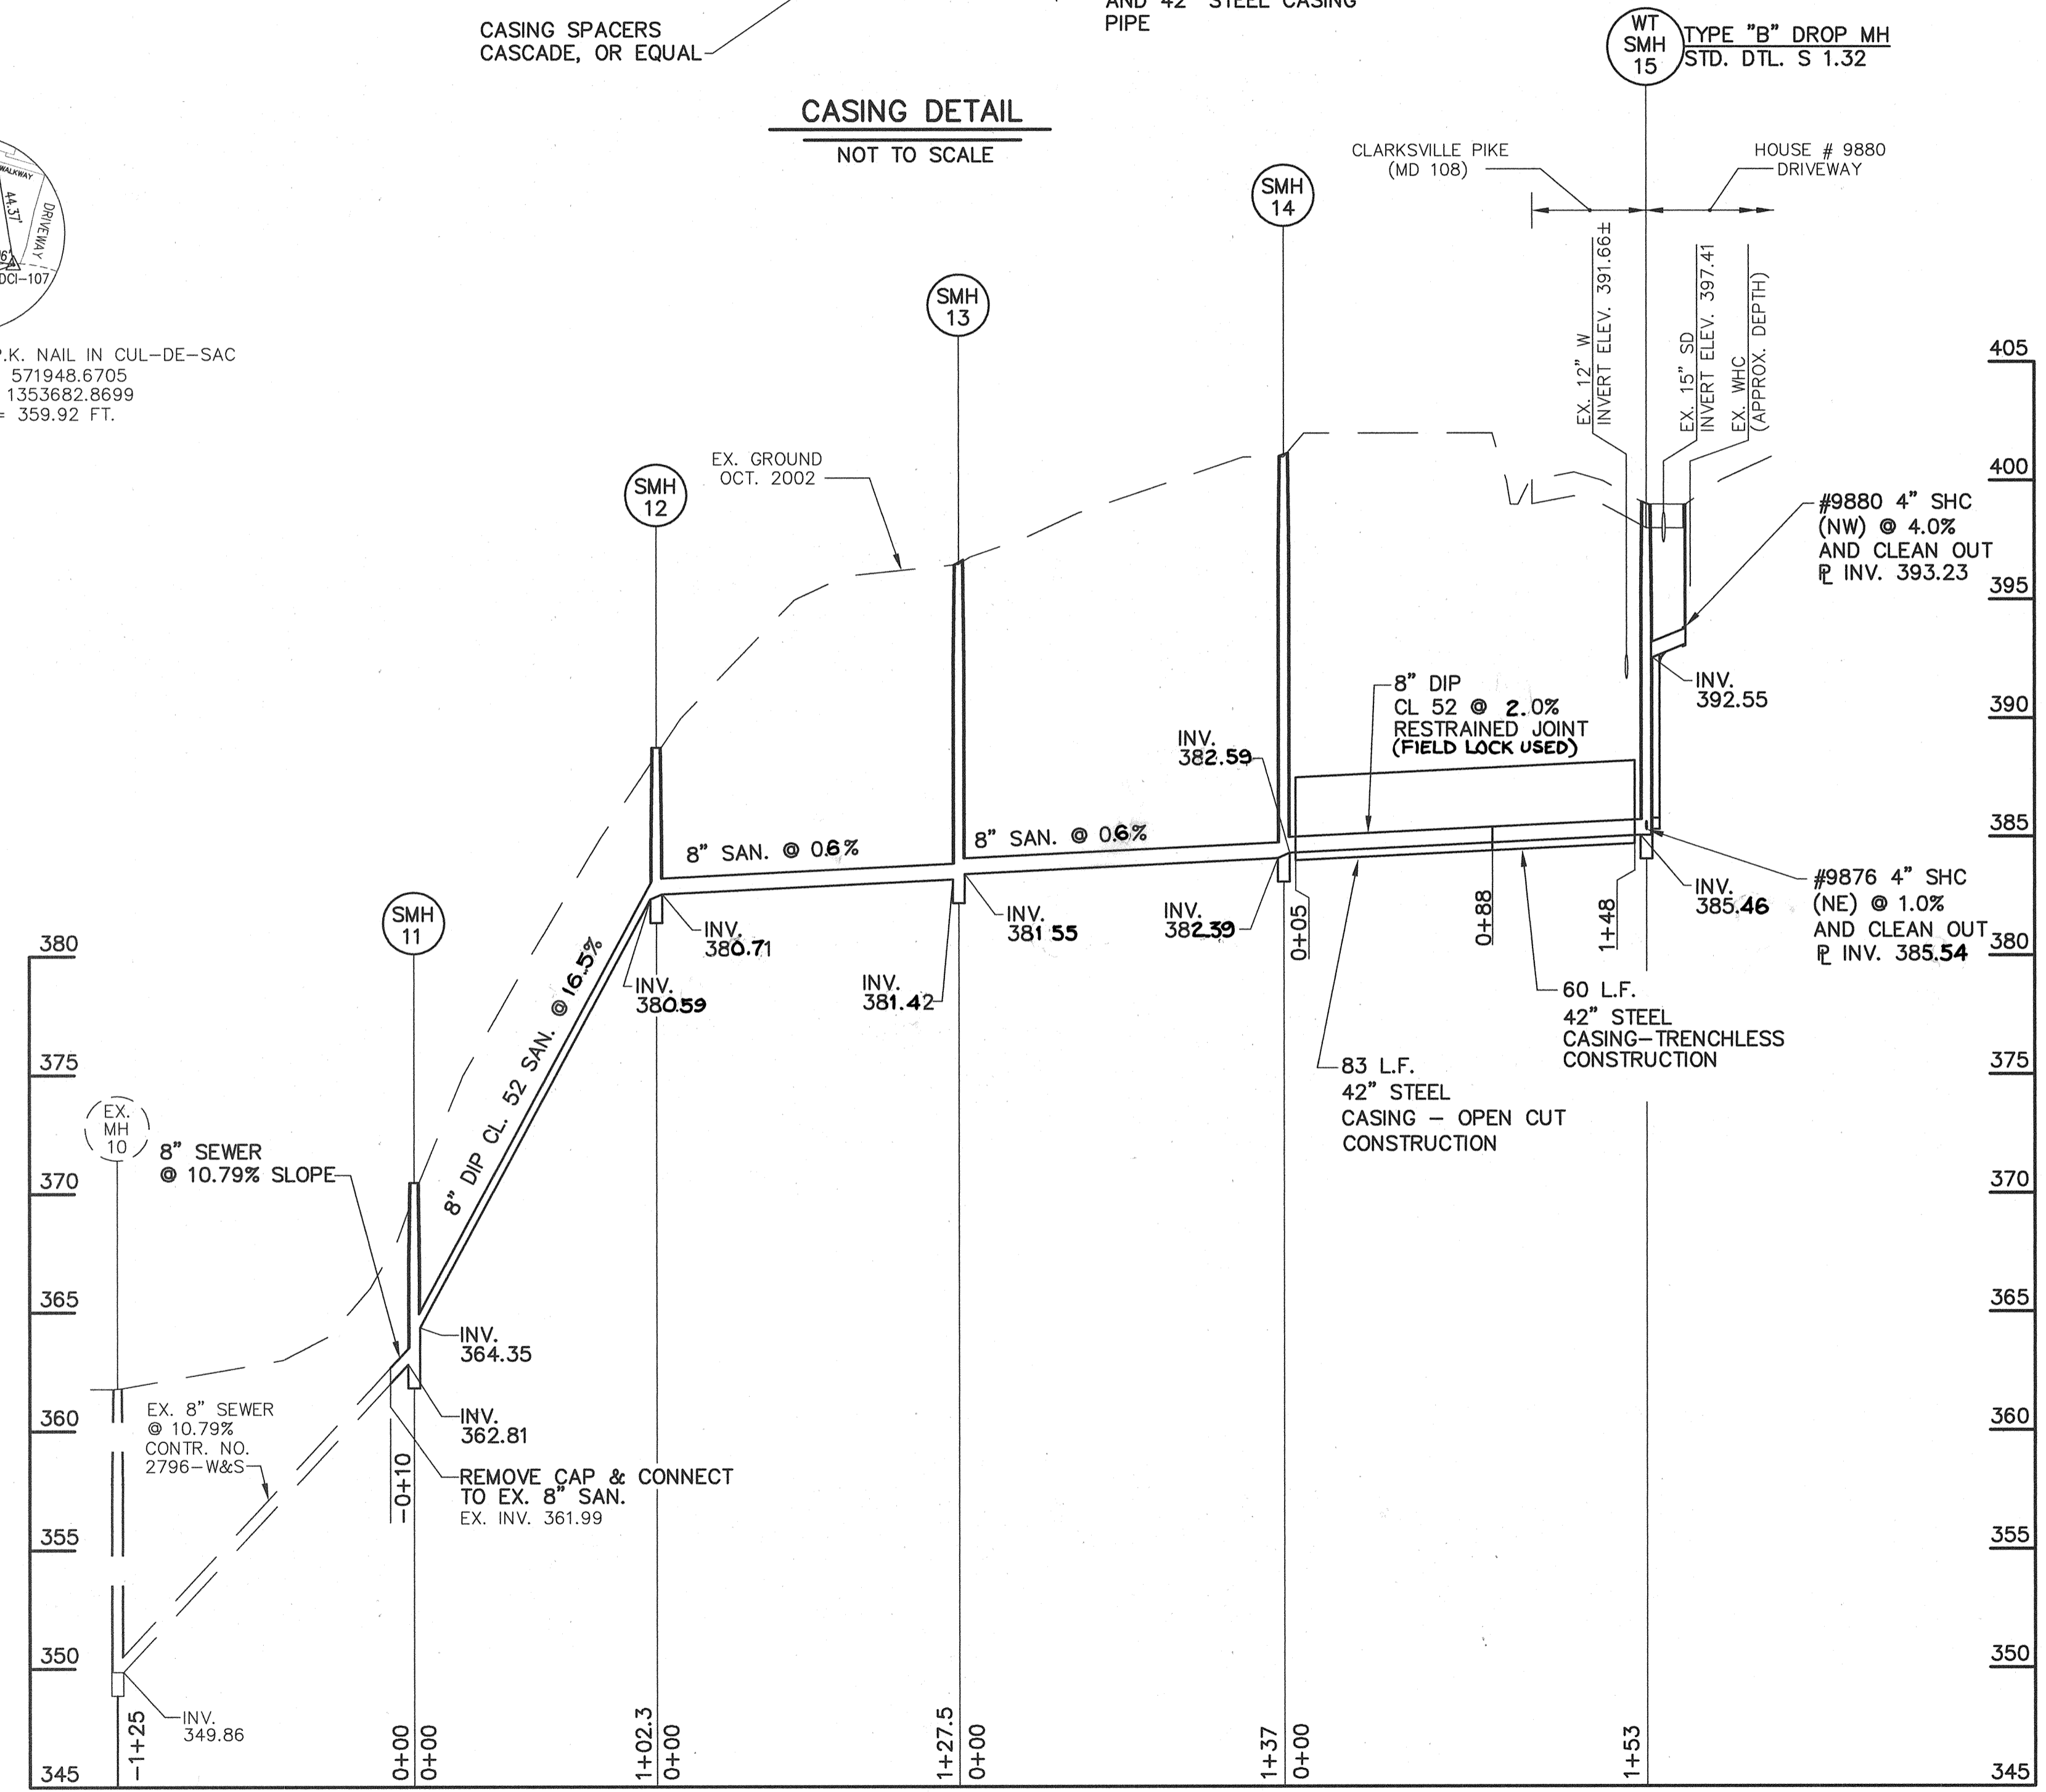 CASING SPACERS
CASCADE, OR EQUAL
AND 42" STEEL CASING
PIPE
WT
SMH
15
TYPE "B" DROP MH
STD. DTL. S 1.32
CASING DETAIL
NOT TO SCALE
CLARKSVILLE PIKE
(MD 108)
HOUSE # 9880
DRIVEWAY
WALKWAY
44.37'
DRIVEWAY
DCI-107
P.K. NAIL IN CUL-DE-SAC
571948.6705
1353682.8699
= 359.92 FT.
SMH
14
SMH
13
SMH
12
EX. GROUND
OCT. 2002
EX. 12" W
INVERT ELEV. 391.66±
EX. 15" SD
INVERT ELEV. 397.41
EX. WHC
(APPROX. DEPTH)
405
400
395
390
385
380
375
370
365
360
355
350
345
#9880 4" SHC
(NW) @ 4.0%
AND CLEAN OUT
℄ INV. 393.23
INV.
392.55
8" DIP
CL 52 @ 2.0%
RESTRAINED JOINT
(FIELD LOCK USED)
INV.
382.59
8" SAN. @ 0.6%
8" SAN. @ 0.6%
#9876 4" SHC
(NE) @ 1.0%
AND CLEAN OUT
℄ INV. 385.54
INV.
385.46
SMH
11
INV.
380.71
INV.
380.59
INV.
381.42
INV.
381.55
INV.
382.39
0+05
0+88
1+48
60 L.F.
42" STEEL
CASING-TRENCHLESS
CONSTRUCTION
83 L.F.
42" STEEL
CASING - OPEN CUT
CONSTRUCTION
8" DIP CL. 52 SAN. @ 16.5%
EX.
MH
10
8" SEWER
@ 10.79% SLOPE
INV.
364.35
INV.
362.81
EX. 8" SEWER
@ 10.79%
CONTR. NO.
2796-W&S
REMOVE CAP & CONNECT
TO EX. 8" SAN.
EX. INV. 361.99
-0+10
INV.
349.86
380
375
370
365
360
355
350
345
-1+25
0+00
0+00
1+02.3
0+00
1+27.5
0+00
1+37
0+00
1+53